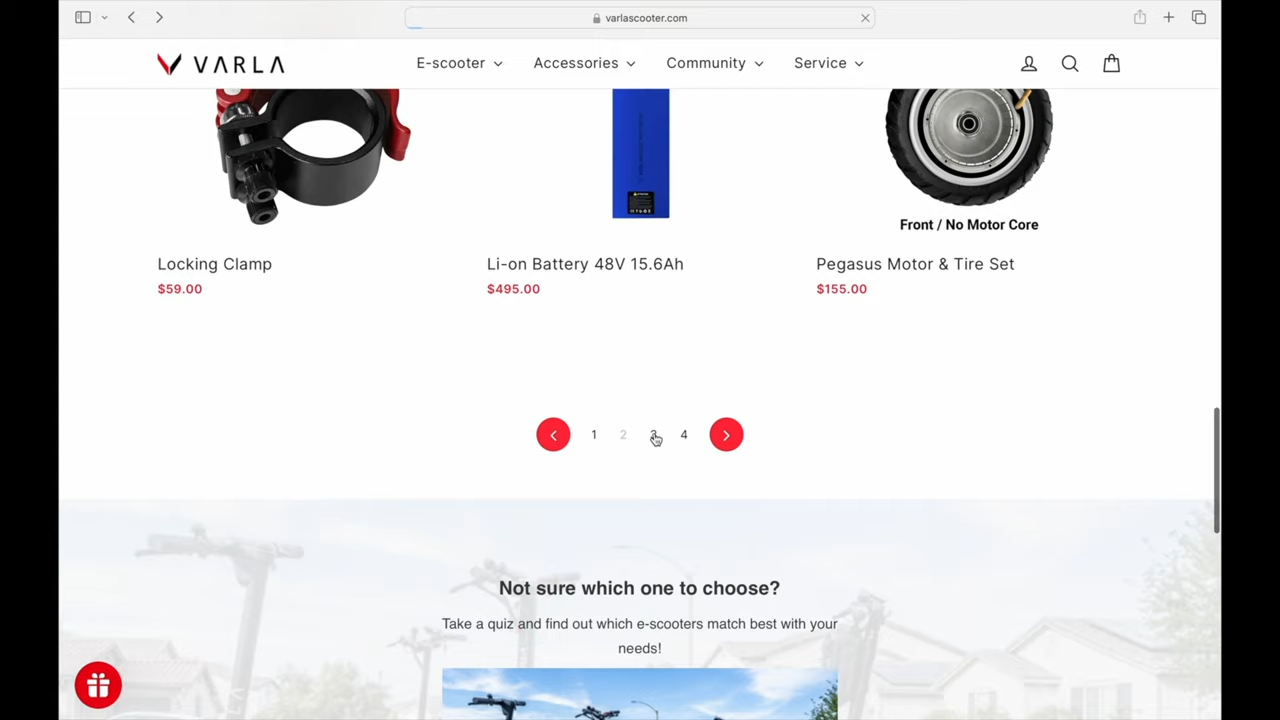 varlascooter.com
VARLA
E-scooter
Accessories
Community
Service
Front / No Motor Core
Locking Clamp
Li-on Battery 48V 15.6Ah
Pegasus Motor & Tire Set
$59.00
$495.00
$155.00
1 2 3 4
Not sure which one to choose?
Take a quiz and find out which e-scooters match best with your
needs!